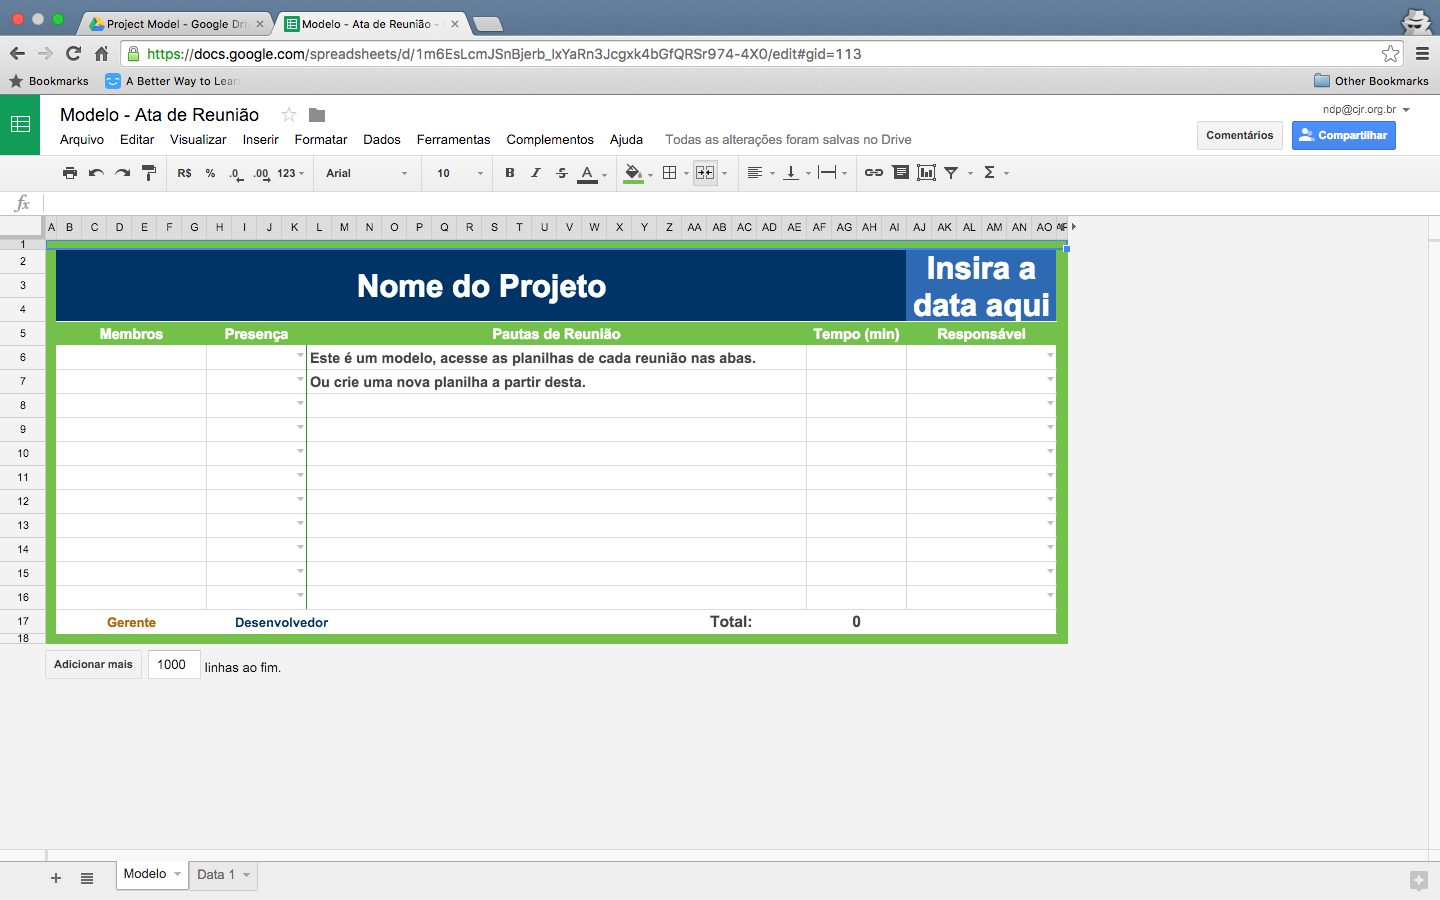 Project Model - Google Dri
Modelo - Ata de Reunião -
https://docs.google.com/spreadsheets/d/1m6EsLcmJSnBjerb_IxYaRn3Jcgxk4bGfQRSr974-4X0/edit#gid=113
Bookmarks A Better Way to Lear Other Bookmarks
Modelo - Ata de Reunião
ndp@cjr.org.br
Arquivo Editar Visualizar Inserir Formatar Dados Ferramentas Complementos Ajuda Todas as alterações foram salvas no Drive
Comentários Compartilhar
R$ % .0 .00 123 Arial 10 B I S A Σ
fx
A B C D E F G H I J K L M N O P Q R S T U V W X Y Z AA AB AC AD AE AF AG AH AI AJ AK AL AM AN AO
1
2
3
4
Nome do Projeto
Insira a
data aqui
5 Membros Presença Pautas de Reunião Tempo (min) Responsável
6 Este é um modelo, acesse as planilhas de cada reunião nas abas.
7 Ou crie uma nova planilha a partir desta.
8
9
10
11
12
13
14
15
16
17 Gerente Desenvolvedor Total: 0
18
Adicionar mais 1000 linhas ao fim.
+ Modelo Data 1